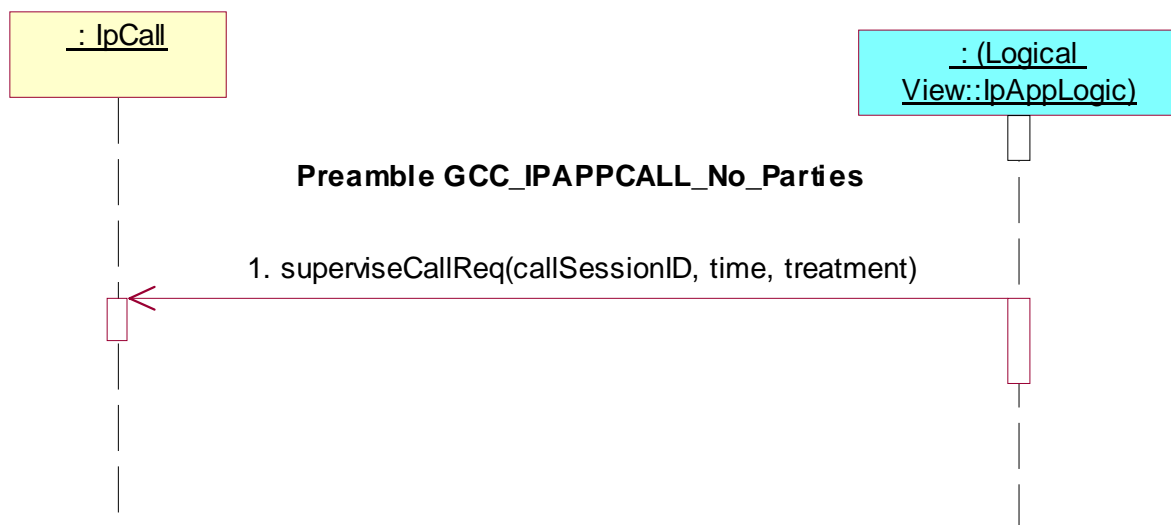 : IpCall
: (Logical
View::IpAppLogic)
Preamble GCC_IPAPPCALL_No_Parties
1. superviseCallReq(callSessionID, time, treatment)